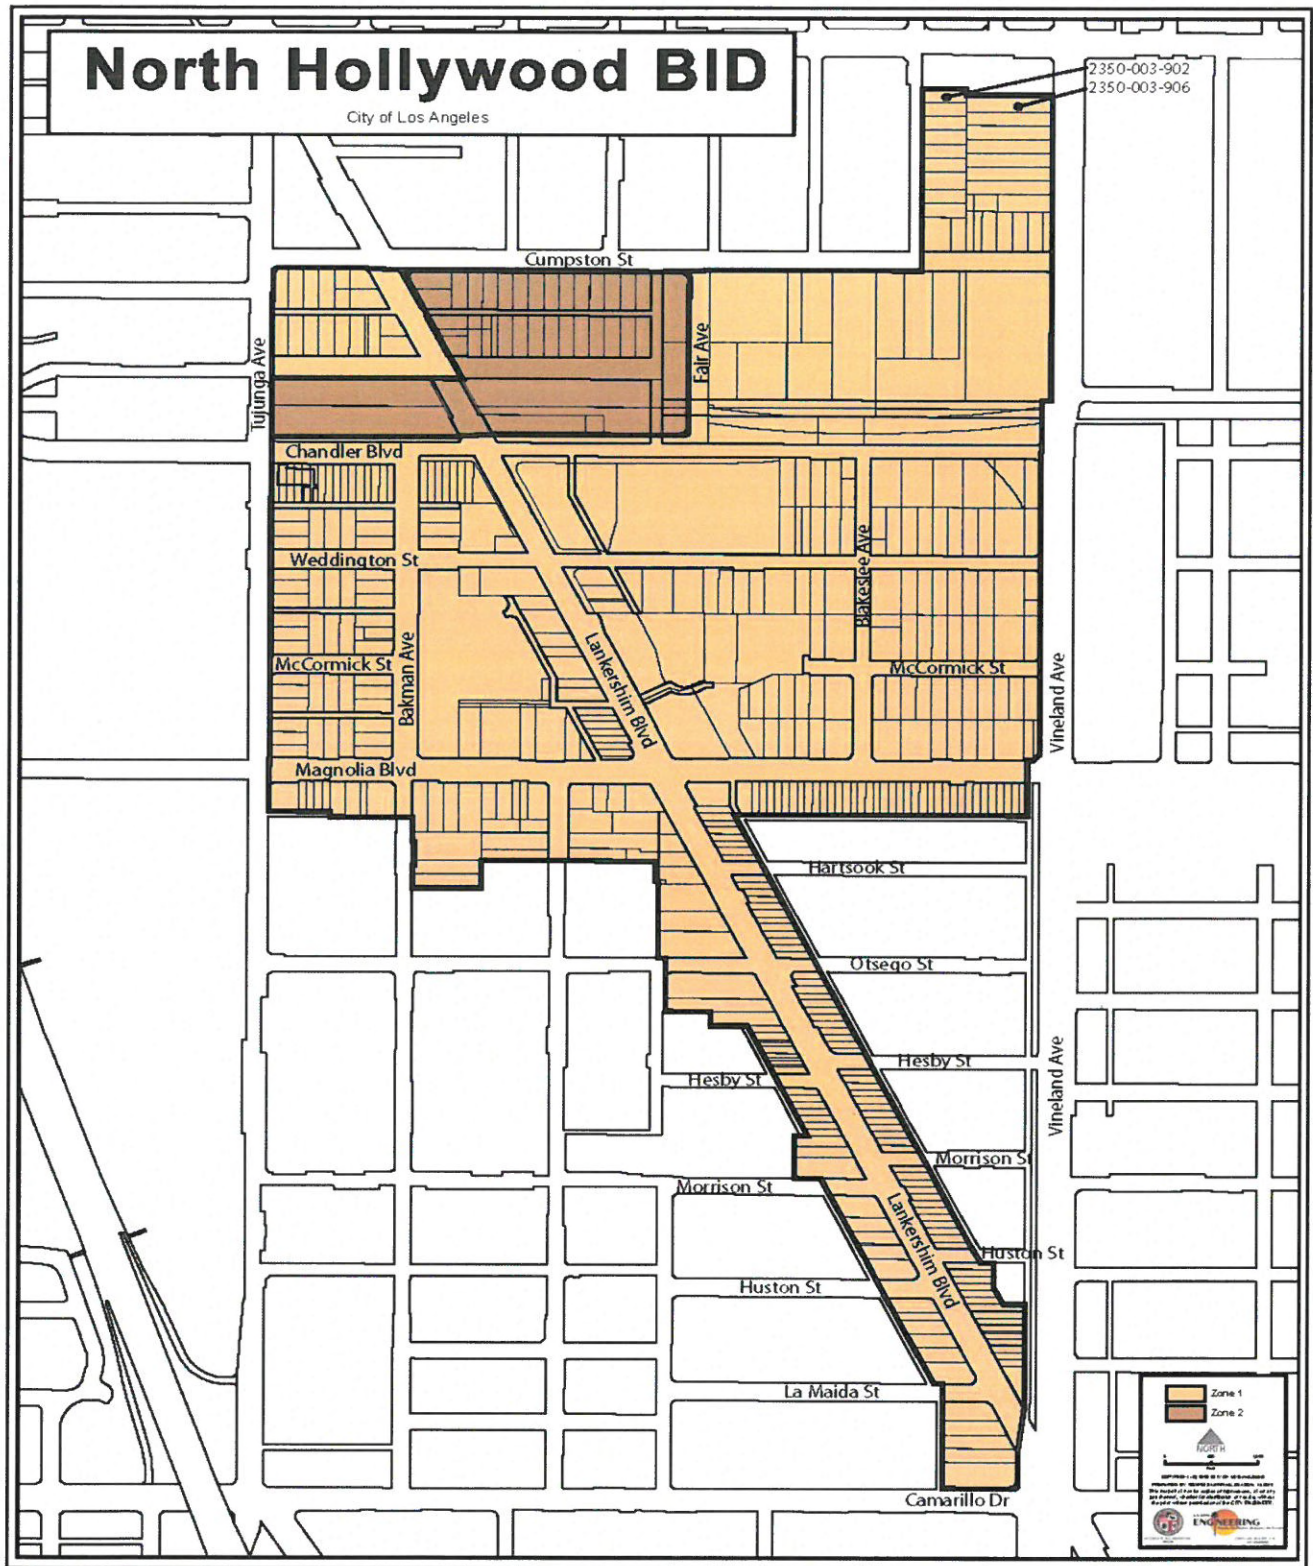 North Hollywood BID
City of Los Angeles
2350-003-902
2350-003-906
Cumpston St
Tujunga Ave
Fair Ave
Chandler Blvd
Weddington St
Blakeslee Ave
McCormick St
Bakman Ave
Lankershim Blvd
McCormick St
Vineland Ave
Magnolia Blvd
Hartsook St
Otsego St
Hesby St
Hesby St
Vineland Ave
Morrison St
Morrison St
Lankershim Blvd
Huston St
Huston St
La Maida St
Camarillo Dr
Zone 1
Zone 2
NORTH
ENGINEERING